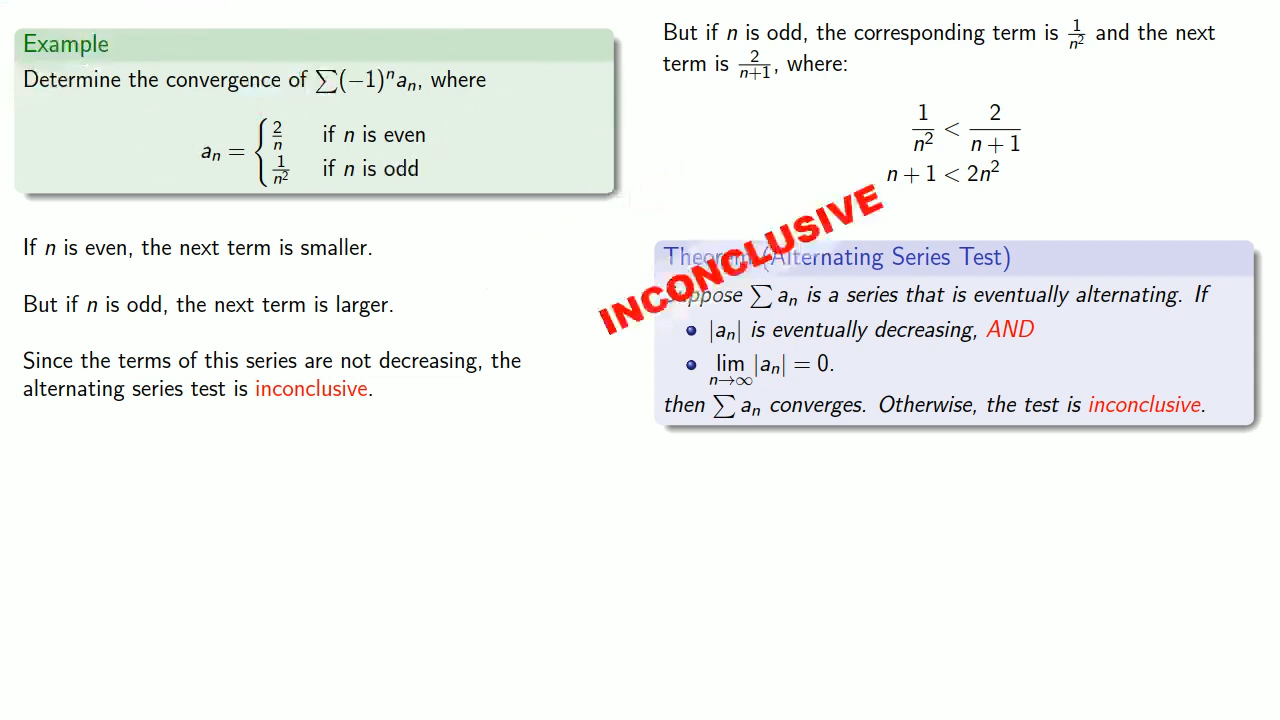 Example
Determine the convergence of ∑(−1)ⁿaₙ, where
aₙ = { 2/n if n is even
1/n² if n is odd
If n is even, the next term is smaller.
But if n is odd, the next term is larger.
Since the terms of this series are not decreasing, the
alternating series test is inconclusive.
But if n is odd, the corresponding term is 1/n² and the next
term is 2/(n+1), where:
1/n² < 2/(n + 1)
n + 1 < 2n²
INCONCLUSIVE
Theorem (Alternating Series Test)
Suppose ∑ aₙ is a series that is eventually alternating. If
• |aₙ| is eventually decreasing, AND
• lim n→∞ |aₙ| = 0.
then ∑ aₙ converges. Otherwise, the test is inconclusive.